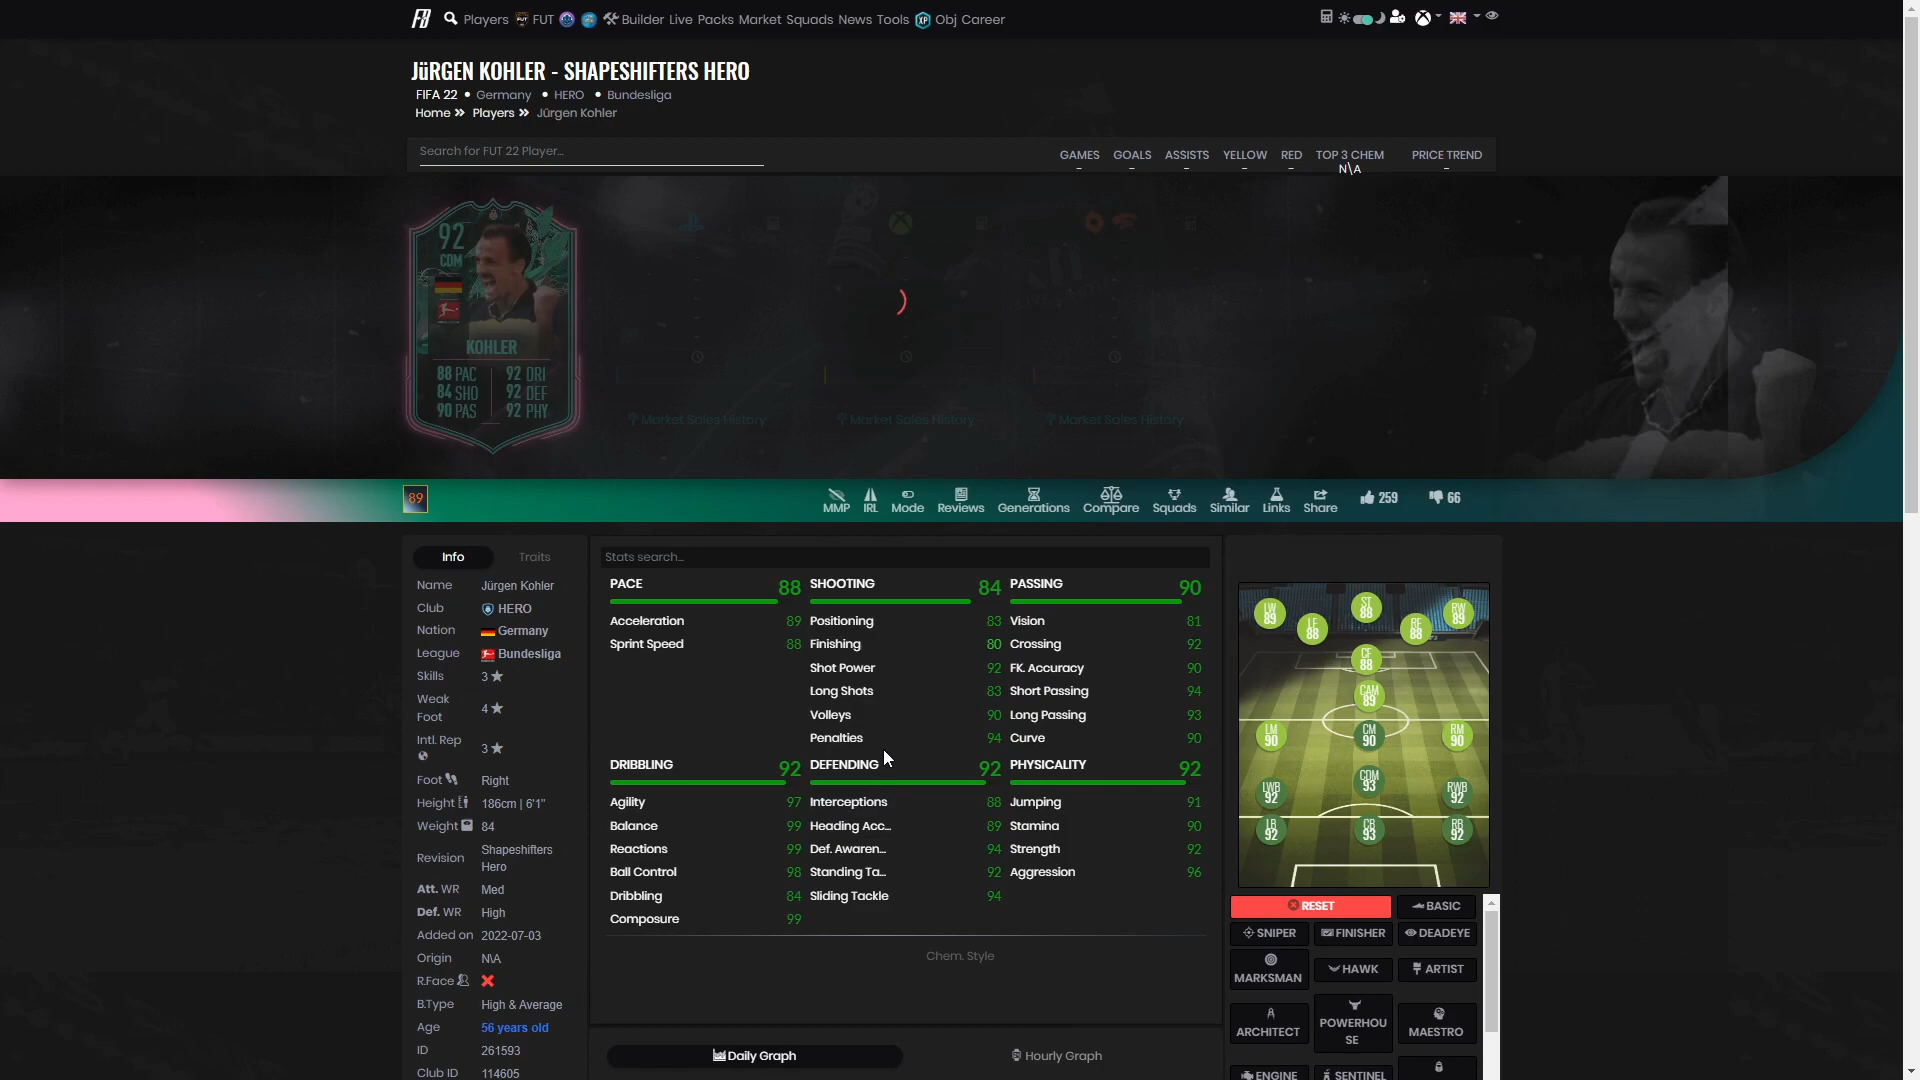 Players FUT Builder Live Packs Market Squads News Tools XP Obj Career
JüRGEN KOHLER - SHAPESHIFTERS HERO
FIFA 22 • Germany • HERO • Bundesliga
Home Players Jürgen Kohler
Search for FUT 22 Player...
GAMES GOALS ASSISTS YELLOW RED TOP 3 CHEM PRICE TREND
- - - - - N\A -
92
CDM
KOHLER
88 PAC 92 DRI
84 SHO 92 DEF
90 PAS 92 PHY
Market Sales History Market Sales History Market Sales History
89
MMP IRL Mode Reviews Generations Compare Squads Similar Links Share 259 66
Info Traits
Name Jürgen Kohler
Club HERO
Nation Germany
League Bundesliga
Skills 3
Weak Foot 4
Intl. Rep 3
Foot Right
Height 186cm | 6'1"
Weight 84
Revision Shapeshifters Hero
Att. WR Med
Def. WR High
Added on 2022-07-03
Origin N\A
R.Face
B.Type High & Average
Age 56 years old
ID 261593
Club ID 114605
Stats search...
PACE 88
Acceleration 89
Sprint Speed 88
SHOOTING 84
Positioning 83
Finishing 80
Shot Power 92
Long Shots 83
Volleys 90
Penalties 94
PASSING 90
Vision 81
Crossing 92
FK. Accuracy 90
Short Passing 94
Long Passing 93
Curve 90
DRIBBLING 92
Agility 97
Balance 99
Reactions 99
Ball Control 98
Dribbling 84
Composure 99
DEFENDING 92
Interceptions 88
Heading Acc... 89
Def. Awaren... 94
Standing Ta... 92
Sliding Tackle 94
PHYSICALITY 92
Jumping 91
Stamina 90
Strength 92
Aggression 96
Chem. Style
Daily Graph Hourly Graph
LW 89
LF 88
ST 88
RF 88
RW 89
CF 88
CAM 89
LM 90
CM 90
RM 90
LWB 92
CDM 93
RWB 92
LB 92
CB 93
RB 92
RESET BASIC
SNIPER FINISHER DEADEYE
MARKSMAN HAWK ARTIST
ARCHITECT POWERHOUSE MAESTRO
ENGINE SENTINEL